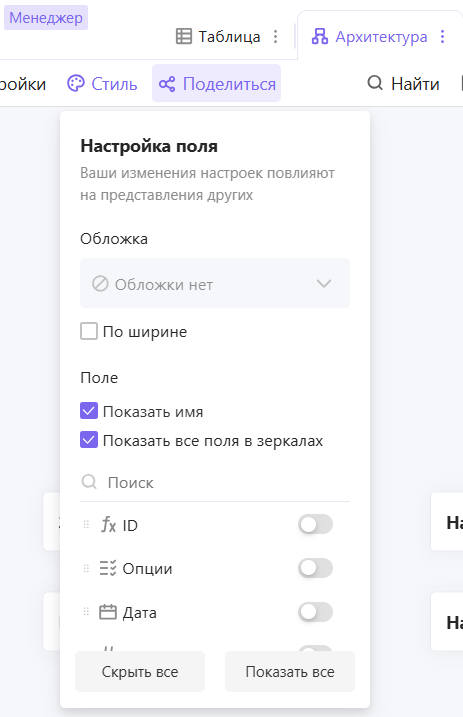 Менеджер
Таблица
Архитектура
ройки
Стиль
Поделиться
Найти
Настройка поля
Ваши изменения настроек повлияют
на представления других
Обложка
Обложки нет
По ширине
Поле
Показать имя
Показать все поля в зеркалах
Поиск
ID
Опции
На
Дата
На
Скрыть все
Показать все